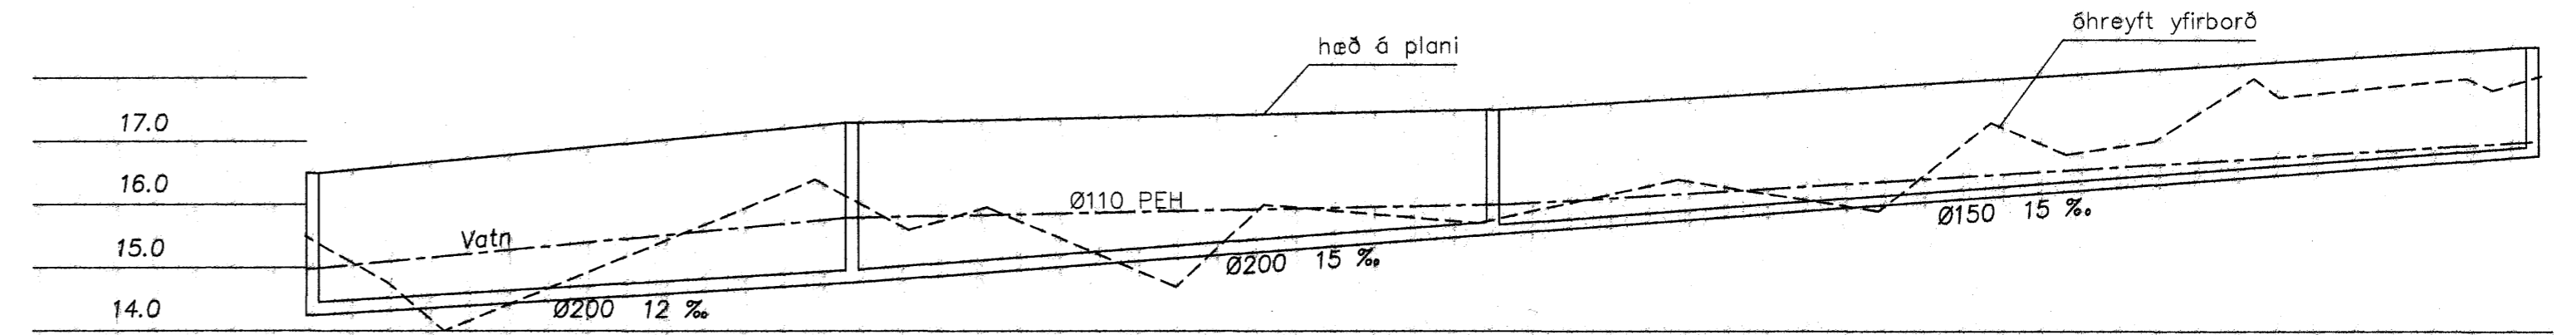 óhreyft yfirborð
hæð á plani
17.0
16.0
Ø110 PEH
Ø150 15 ‰
Vatn
15.0
Ø200 15 ‰
14.0
Ø200 12 ‰